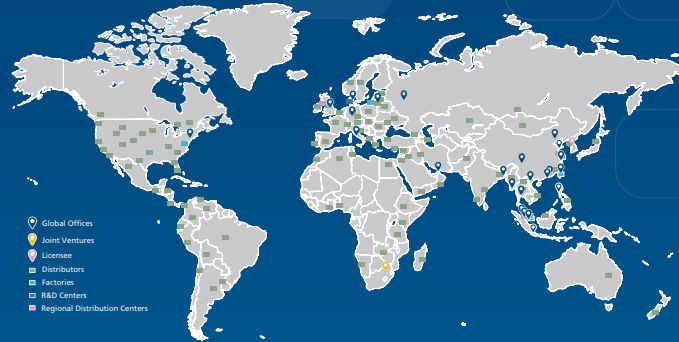 Global Offices
Joint Ventures
Licensee
Distributors
Factories
R&D Centers
Regional Distribution Centers